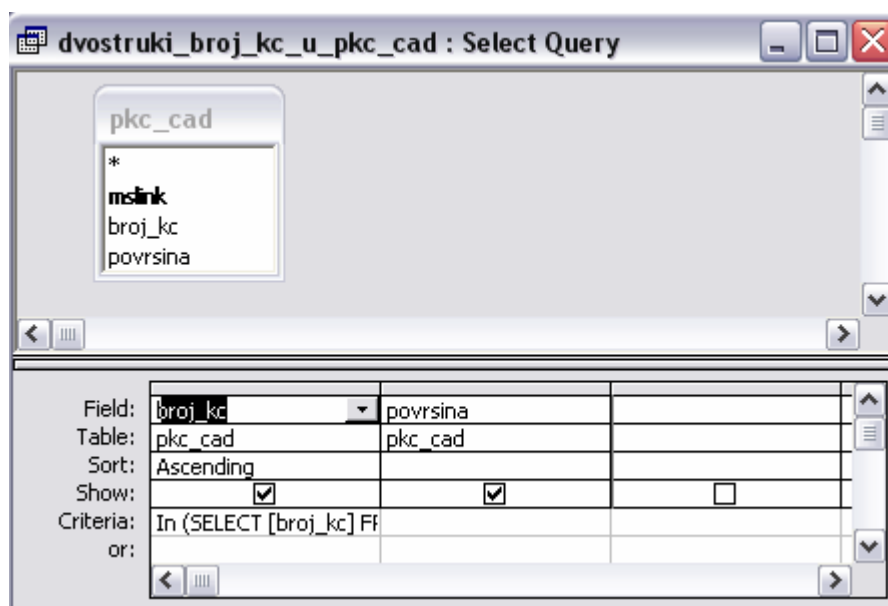 dvostruki_broj_kc_u_pkc_cad : Select Query
pkc_cad
*
mslink
broj_kc
povrsina
Field: broj_kc povrsina
Table: pkc_cad pkc_cad
Sort: Ascending
Show:
Criteria: In (SELECT [broj_kc] FR
or: